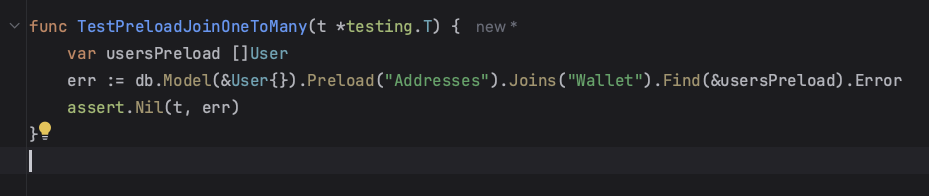 func TestPreloadJoinOneToMany(t *testing.T) { new *
    var usersPreload []User
    err := db.Model(&User{}).Preload("Addresses").Joins("Wallet").Find(&usersPreload).Error
    assert.Nil(t, err)
}